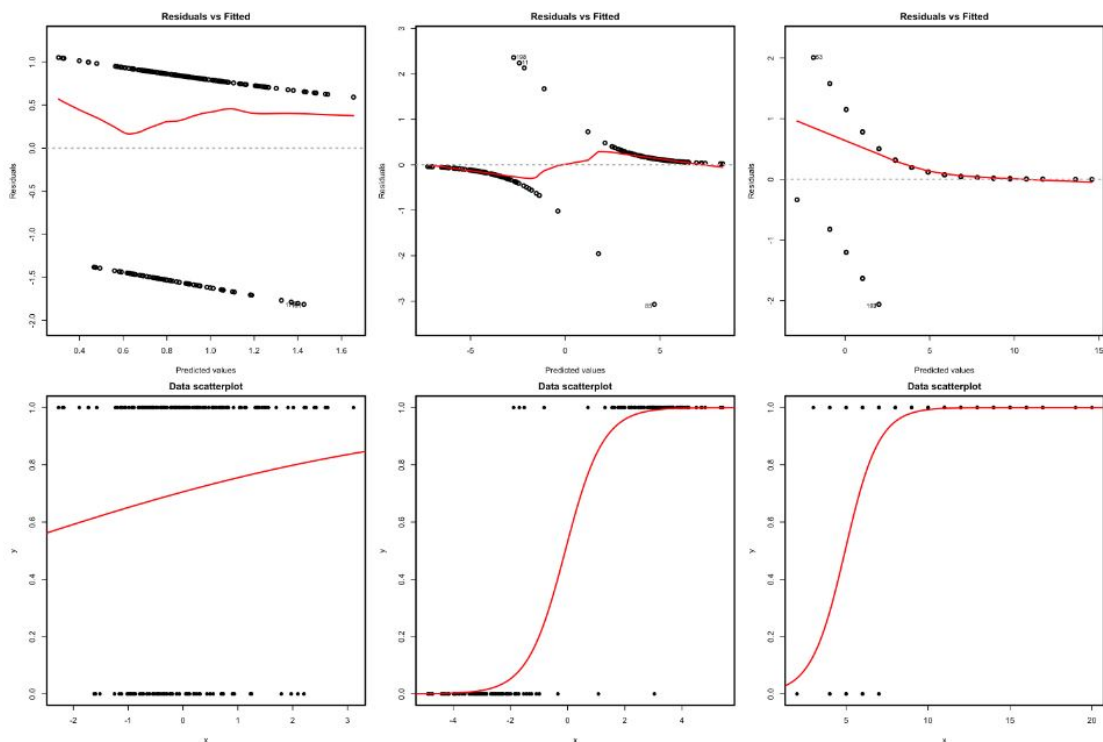 Residuals vs Fitted
Residuals
1.0
0.5
0.0
-0.5
-1.0
-1.5
-2.0
0.4 0.6 0.8 1.0 1.2 1.4 1.6
Predicted values
Residuals vs Fitted
Residuals
3
2
1
0
-1
-2
-3
-5 0 5
Predicted values
Residuals vs Fitted
Residuals
2
1
0
-1
-2
53
0 5 10 15
Predicted values
Data scatterplot
y
1.0
0.8
0.6
0.4
0.2
0.0
-2 -1 0 1 2 3
x
Data scatterplot
y
1.0
0.8
0.6
0.4
0.2
0.0
-4 -2 0 2 4
x
Data scatterplot
y
1.0
0.8
0.6
0.4
0.2
0.0
5 10 15 20
x